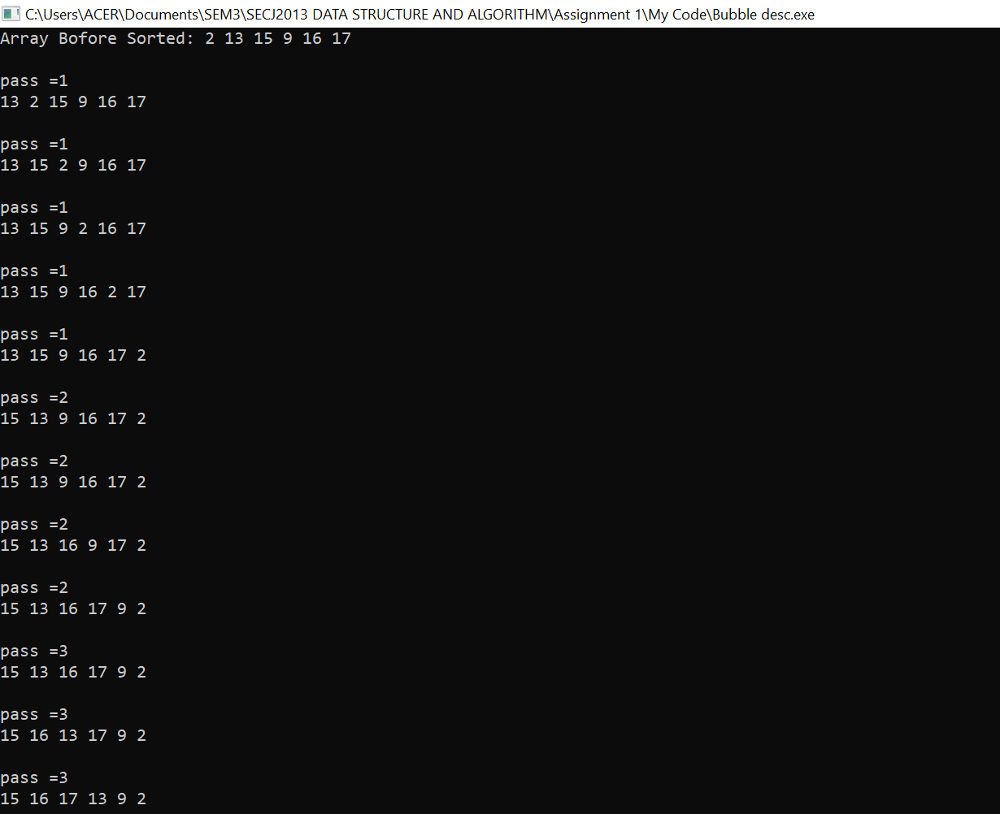 C:\Users\ACER\Documents\SEM3\SECJ2013 DATA STRUCTURE AND ALGORITHM\Assignment 1\My Code\Bubble desc.exe
Array Bofore Sorted: 2 13 15 9 16 17
pass =1
13 2 15 9 16 17
pass =1
13 15 2 9 16 17
pass =1
13 15 9 2 16 17
pass =1
13 15 9 16 2 17
pass =1
13 15 9 16 17 2
pass =2
15 13 9 16 17 2
pass =2
15 13 9 16 17 2
pass =2
15 13 16 9 17 2
pass =2
15 13 16 17 9 2
pass =3
15 13 16 17 9 2
pass =3
15 16 13 17 9 2
pass =3
15 16 17 13 9 2